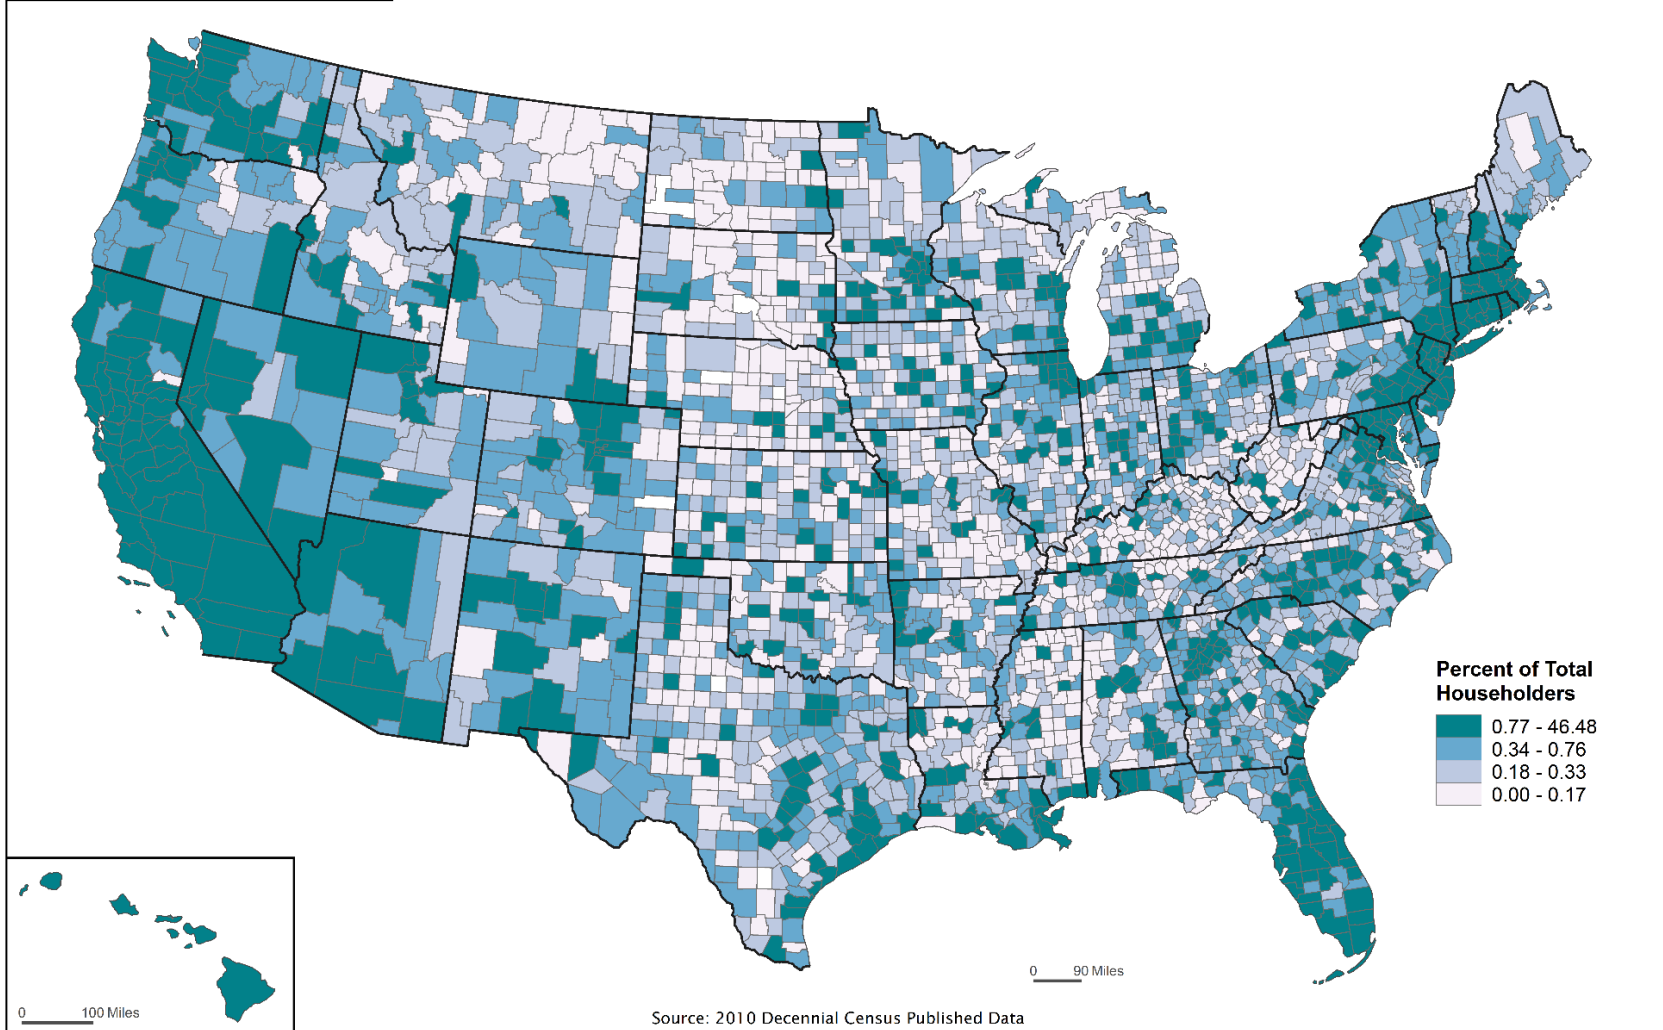 Percent of Total
Householders
0.77 - 46.48
0.34 - 0.76
0.18 - 0.33
0.00 - 0.17
0 90 Miles
0 100 Miles
Source: 2010 Decennial Census Published Data